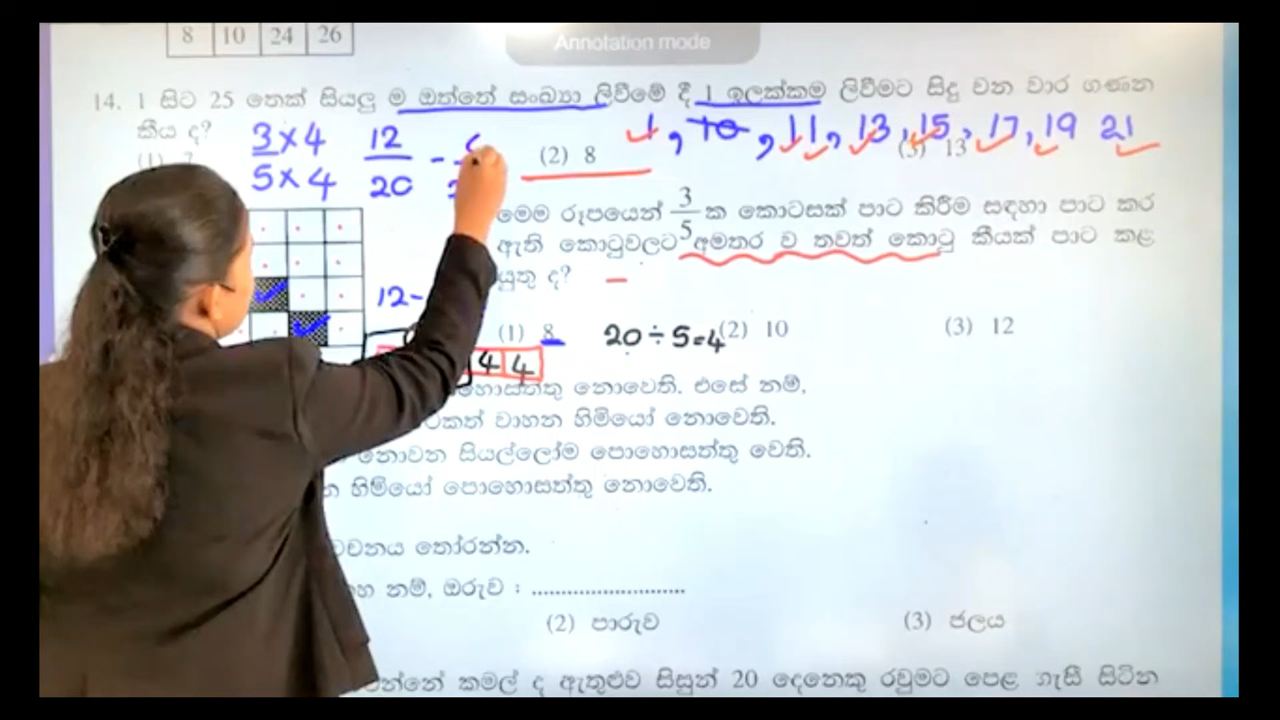 8 10 24 26
Annotation mode
14. 1 සිට 25 තෙක් සියලු ම ඔත්තේ සංඛ්‍යා ලිවීමේ දී 1 ඉලක්කම ලිවීමට සිදු වන වාර ගණන
කීය ද?
1, 10, 11, 13, 15, 17, 19 21
(2) 8 (3) 13
3 × 4
5 × 4
12
20
-
මෙම රූපයෙන් 3/5 ක කොටසක් පාට කිරීම සඳහා පාට කර
ඇති කොටුවලට අමතර ව තවත් කොටු කීයක් පාට කළ
යුතු ද?
12-
(1) 8 20 ÷ 5 = 4 (2) 10 (3) 12
4 4
නොවෙති. එසේ නම්,
වාහන හිමියෝ නොවෙති.
නොවන සියල්ලෝම පොහොසත්තු වෙති.
හිමියෝ පොහොසත්තු නොවෙති.
තෝරන්න.
නම්, ඔරුව : ..........................
(2) පාරුව (3) ජලය
කමල් ද ඇතුළුව සිසුන් 20 දෙනෙකු රවුමට පෙළ ගැසී සිටින